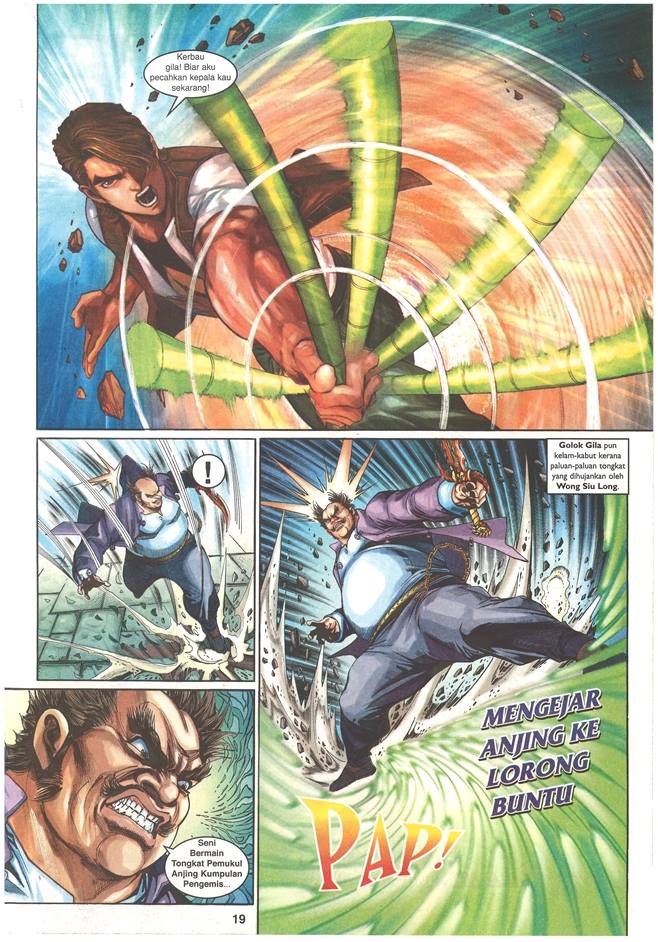 Kerbau
gila! Biar aku
pecahkan kepala kau
sekarang!
!
Golok Gila pun
kelam-kabut kerana
paluan-paluan tongkat
yang dihujankan oleh
Wong Siu Long.
MENGEJAR
ANJING KE
LORONG
BUNTU
PAP!
Seni
Bermain
Tongkat Pemukul
Anjing Kumpulan
Pengemis...
19